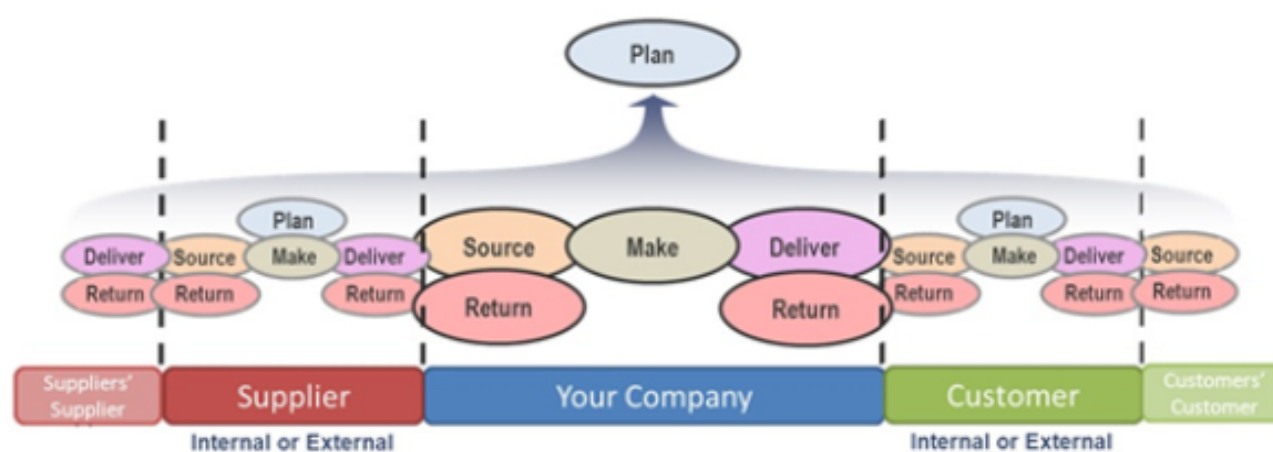 Plan
Plan
Plan
Deliver Source Make Deliver Source Make Deliver Source Make Deliver Source
Return Return Return Return Return Return Return Return
Suppliers'
Supplier
Supplier
Your Company
Customer
Customers'
Customer
Internal or External
Internal or External